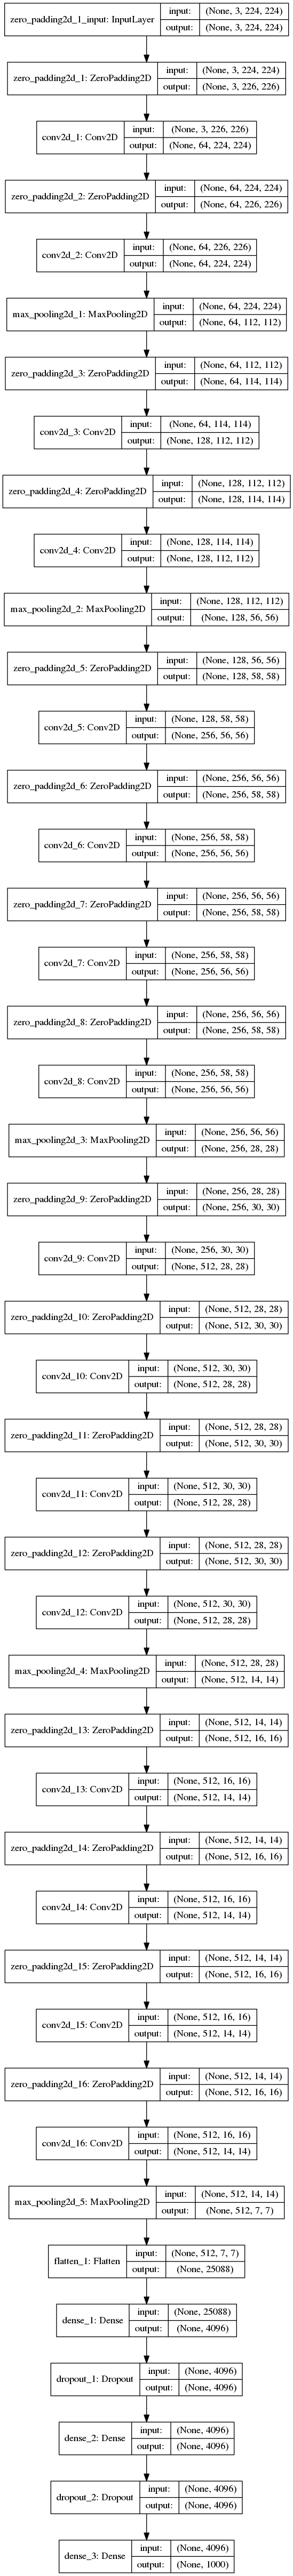 zero_padding2d_1_input: InputLayer
input: (None, 3, 224, 224)
output: (None, 3, 224, 224)
zero_padding2d_1: ZeroPadding2D
input: (None, 3, 224, 224)
output: (None, 3, 226, 226)
conv2d_1: Conv2D
input: (None, 3, 226, 226)
output: (None, 64, 224, 224)
zero_padding2d_2: ZeroPadding2D
input: (None, 64, 224, 224)
output: (None, 64, 226, 226)
conv2d_2: Conv2D
input: (None, 64, 226, 226)
output: (None, 64, 224, 224)
max_pooling2d_1: MaxPooling2D
input: (None, 64, 224, 224)
output: (None, 64, 112, 112)
zero_padding2d_3: ZeroPadding2D
input: (None, 64, 112, 112)
output: (None, 64, 114, 114)
conv2d_3: Conv2D
input: (None, 64, 114, 114)
output: (None, 128, 112, 112)
zero_padding2d_4: ZeroPadding2D
input: (None, 128, 112, 112)
output: (None, 128, 114, 114)
conv2d_4: Conv2D
input: (None, 128, 114, 114)
output: (None, 128, 112, 112)
max_pooling2d_2: MaxPooling2D
input: (None, 128, 112, 112)
output: (None, 128, 56, 56)
zero_padding2d_5: ZeroPadding2D
input: (None, 128, 56, 56)
output: (None, 128, 58, 58)
conv2d_5: Conv2D
input: (None, 128, 58, 58)
output: (None, 256, 56, 56)
zero_padding2d_6: ZeroPadding2D
input: (None, 256, 56, 56)
output: (None, 256, 58, 58)
conv2d_6: Conv2D
input: (None, 256, 58, 58)
output: (None, 256, 56, 56)
zero_padding2d_7: ZeroPadding2D
input: (None, 256, 56, 56)
output: (None, 256, 58, 58)
conv2d_7: Conv2D
input: (None, 256, 58, 58)
output: (None, 256, 56, 56)
zero_padding2d_8: ZeroPadding2D
input: (None, 256, 56, 56)
output: (None, 256, 58, 58)
conv2d_8: Conv2D
input: (None, 256, 58, 58)
output: (None, 256, 56, 56)
max_pooling2d_3: MaxPooling2D
input: (None, 256, 56, 56)
output: (None, 256, 28, 28)
zero_padding2d_9: ZeroPadding2D
input: (None, 256, 28, 28)
output: (None, 256, 30, 30)
conv2d_9: Conv2D
input: (None, 256, 30, 30)
output: (None, 512, 28, 28)
zero_padding2d_10: ZeroPadding2D
input: (None, 512, 28, 28)
output: (None, 512, 30, 30)
conv2d_10: Conv2D
input: (None, 512, 30, 30)
output: (None, 512, 28, 28)
zero_padding2d_11: ZeroPadding2D
input: (None, 512, 28, 28)
output: (None, 512, 30, 30)
conv2d_11: Conv2D
input: (None, 512, 30, 30)
output: (None, 512, 28, 28)
zero_padding2d_12: ZeroPadding2D
input: (None, 512, 28, 28)
output: (None, 512, 30, 30)
conv2d_12: Conv2D
input: (None, 512, 30, 30)
output: (None, 512, 28, 28)
max_pooling2d_4: MaxPooling2D
input: (None, 512, 28, 28)
output: (None, 512, 14, 14)
zero_padding2d_13: ZeroPadding2D
input: (None, 512, 14, 14)
output: (None, 512, 16, 16)
conv2d_13: Conv2D
input: (None, 512, 16, 16)
output: (None, 512, 14, 14)
zero_padding2d_14: ZeroPadding2D
input: (None, 512, 14, 14)
output: (None, 512, 16, 16)
conv2d_14: Conv2D
input: (None, 512, 16, 16)
output: (None, 512, 14, 14)
zero_padding2d_15: ZeroPadding2D
input: (None, 512, 14, 14)
output: (None, 512, 16, 16)
conv2d_15: Conv2D
input: (None, 512, 16, 16)
output: (None, 512, 14, 14)
zero_padding2d_16: ZeroPadding2D
input: (None, 512, 14, 14)
output: (None, 512, 16, 16)
conv2d_16: Conv2D
input: (None, 512, 16, 16)
output: (None, 512, 14, 14)
max_pooling2d_5: MaxPooling2D
input: (None, 512, 14, 14)
output: (None, 512, 7, 7)
flatten_1: Flatten
input: (None, 512, 7, 7)
output: (None, 25088)
dense_1: Dense
input: (None, 25088)
output: (None, 4096)
dropout_1: Dropout
input: (None, 4096)
output: (None, 4096)
dense_2: Dense
input: (None, 4096)
output: (None, 4096)
dropout_2: Dropout
input: (None, 4096)
output: (None, 4096)
dense_3: Dense
input: (None, 4096)
output: (None, 1000)